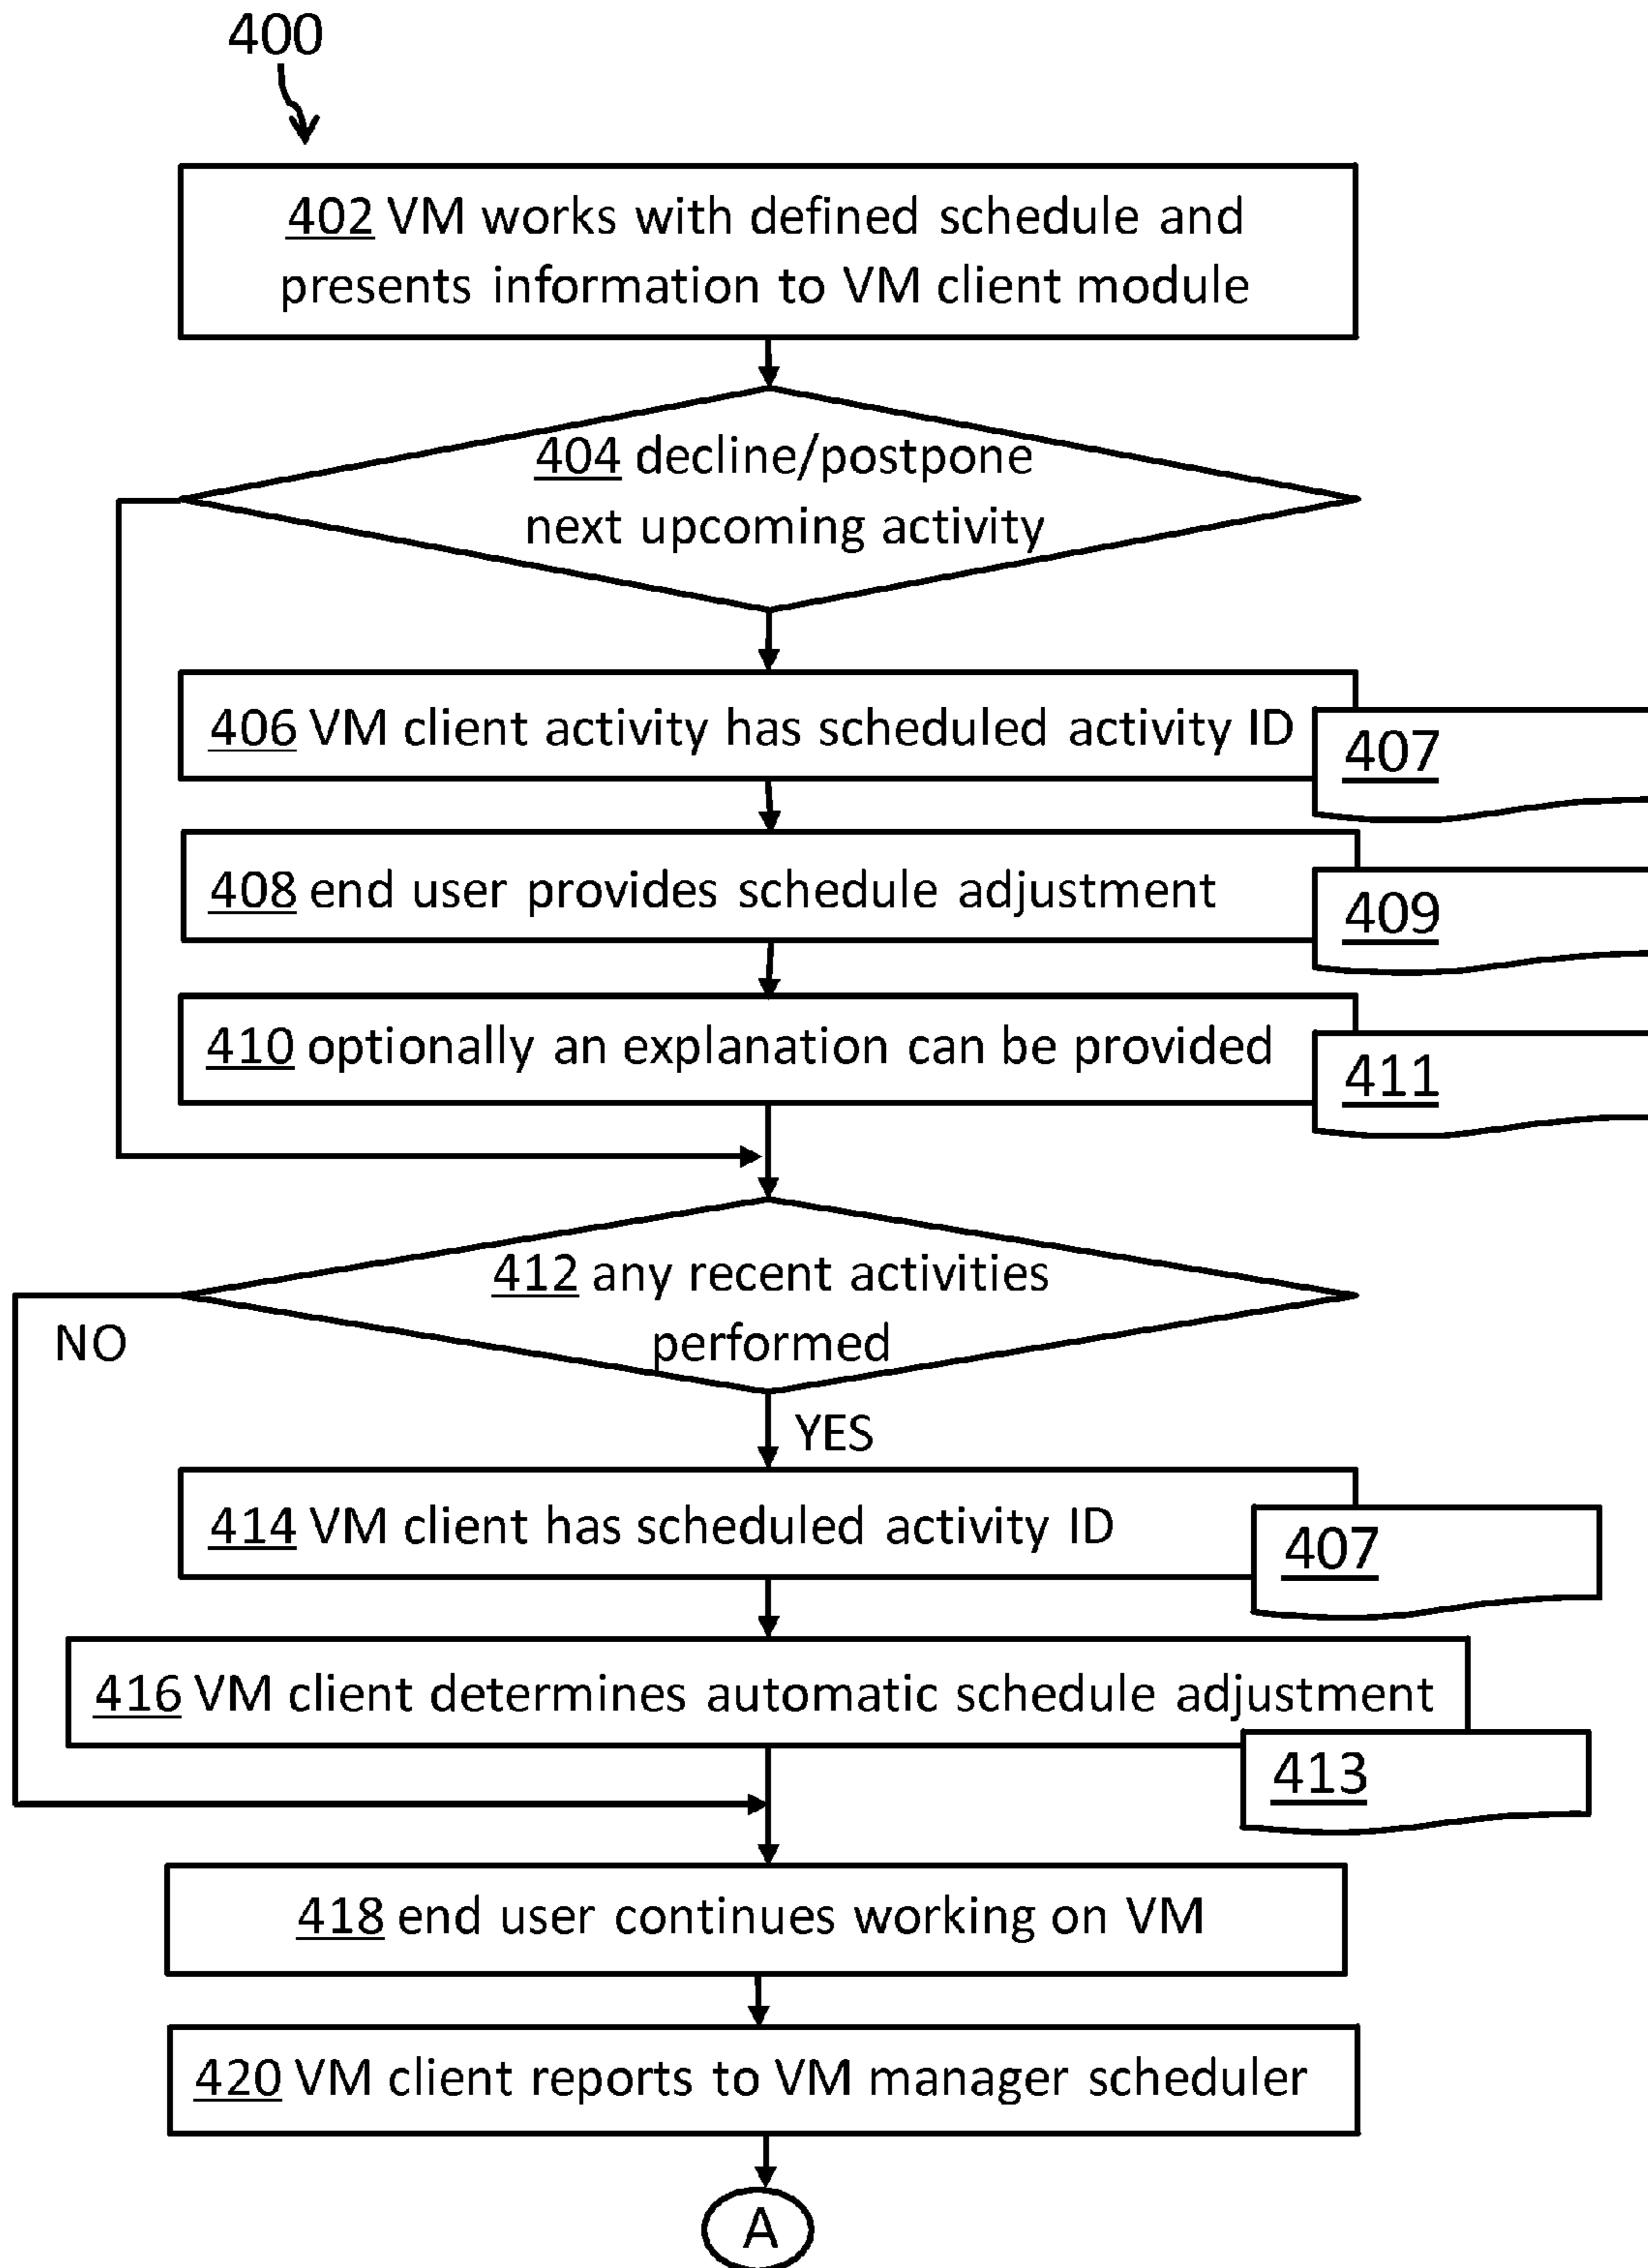 400
402 VM works with defined schedule and
presents information to VM client module
404 decline/postpone
next upcoming activity
406 VM client activity has scheduled activity ID
407
408 end user provides schedule adjustment
409
410 optionally an explanation can be provided
411
412 any recent activities
performed
NO
YES
414 VM client has scheduled activity ID
407
416 VM client determines automatic schedule adjustment
413
418 end user continues working on VM
420 VM client reports to VM manager scheduler
A